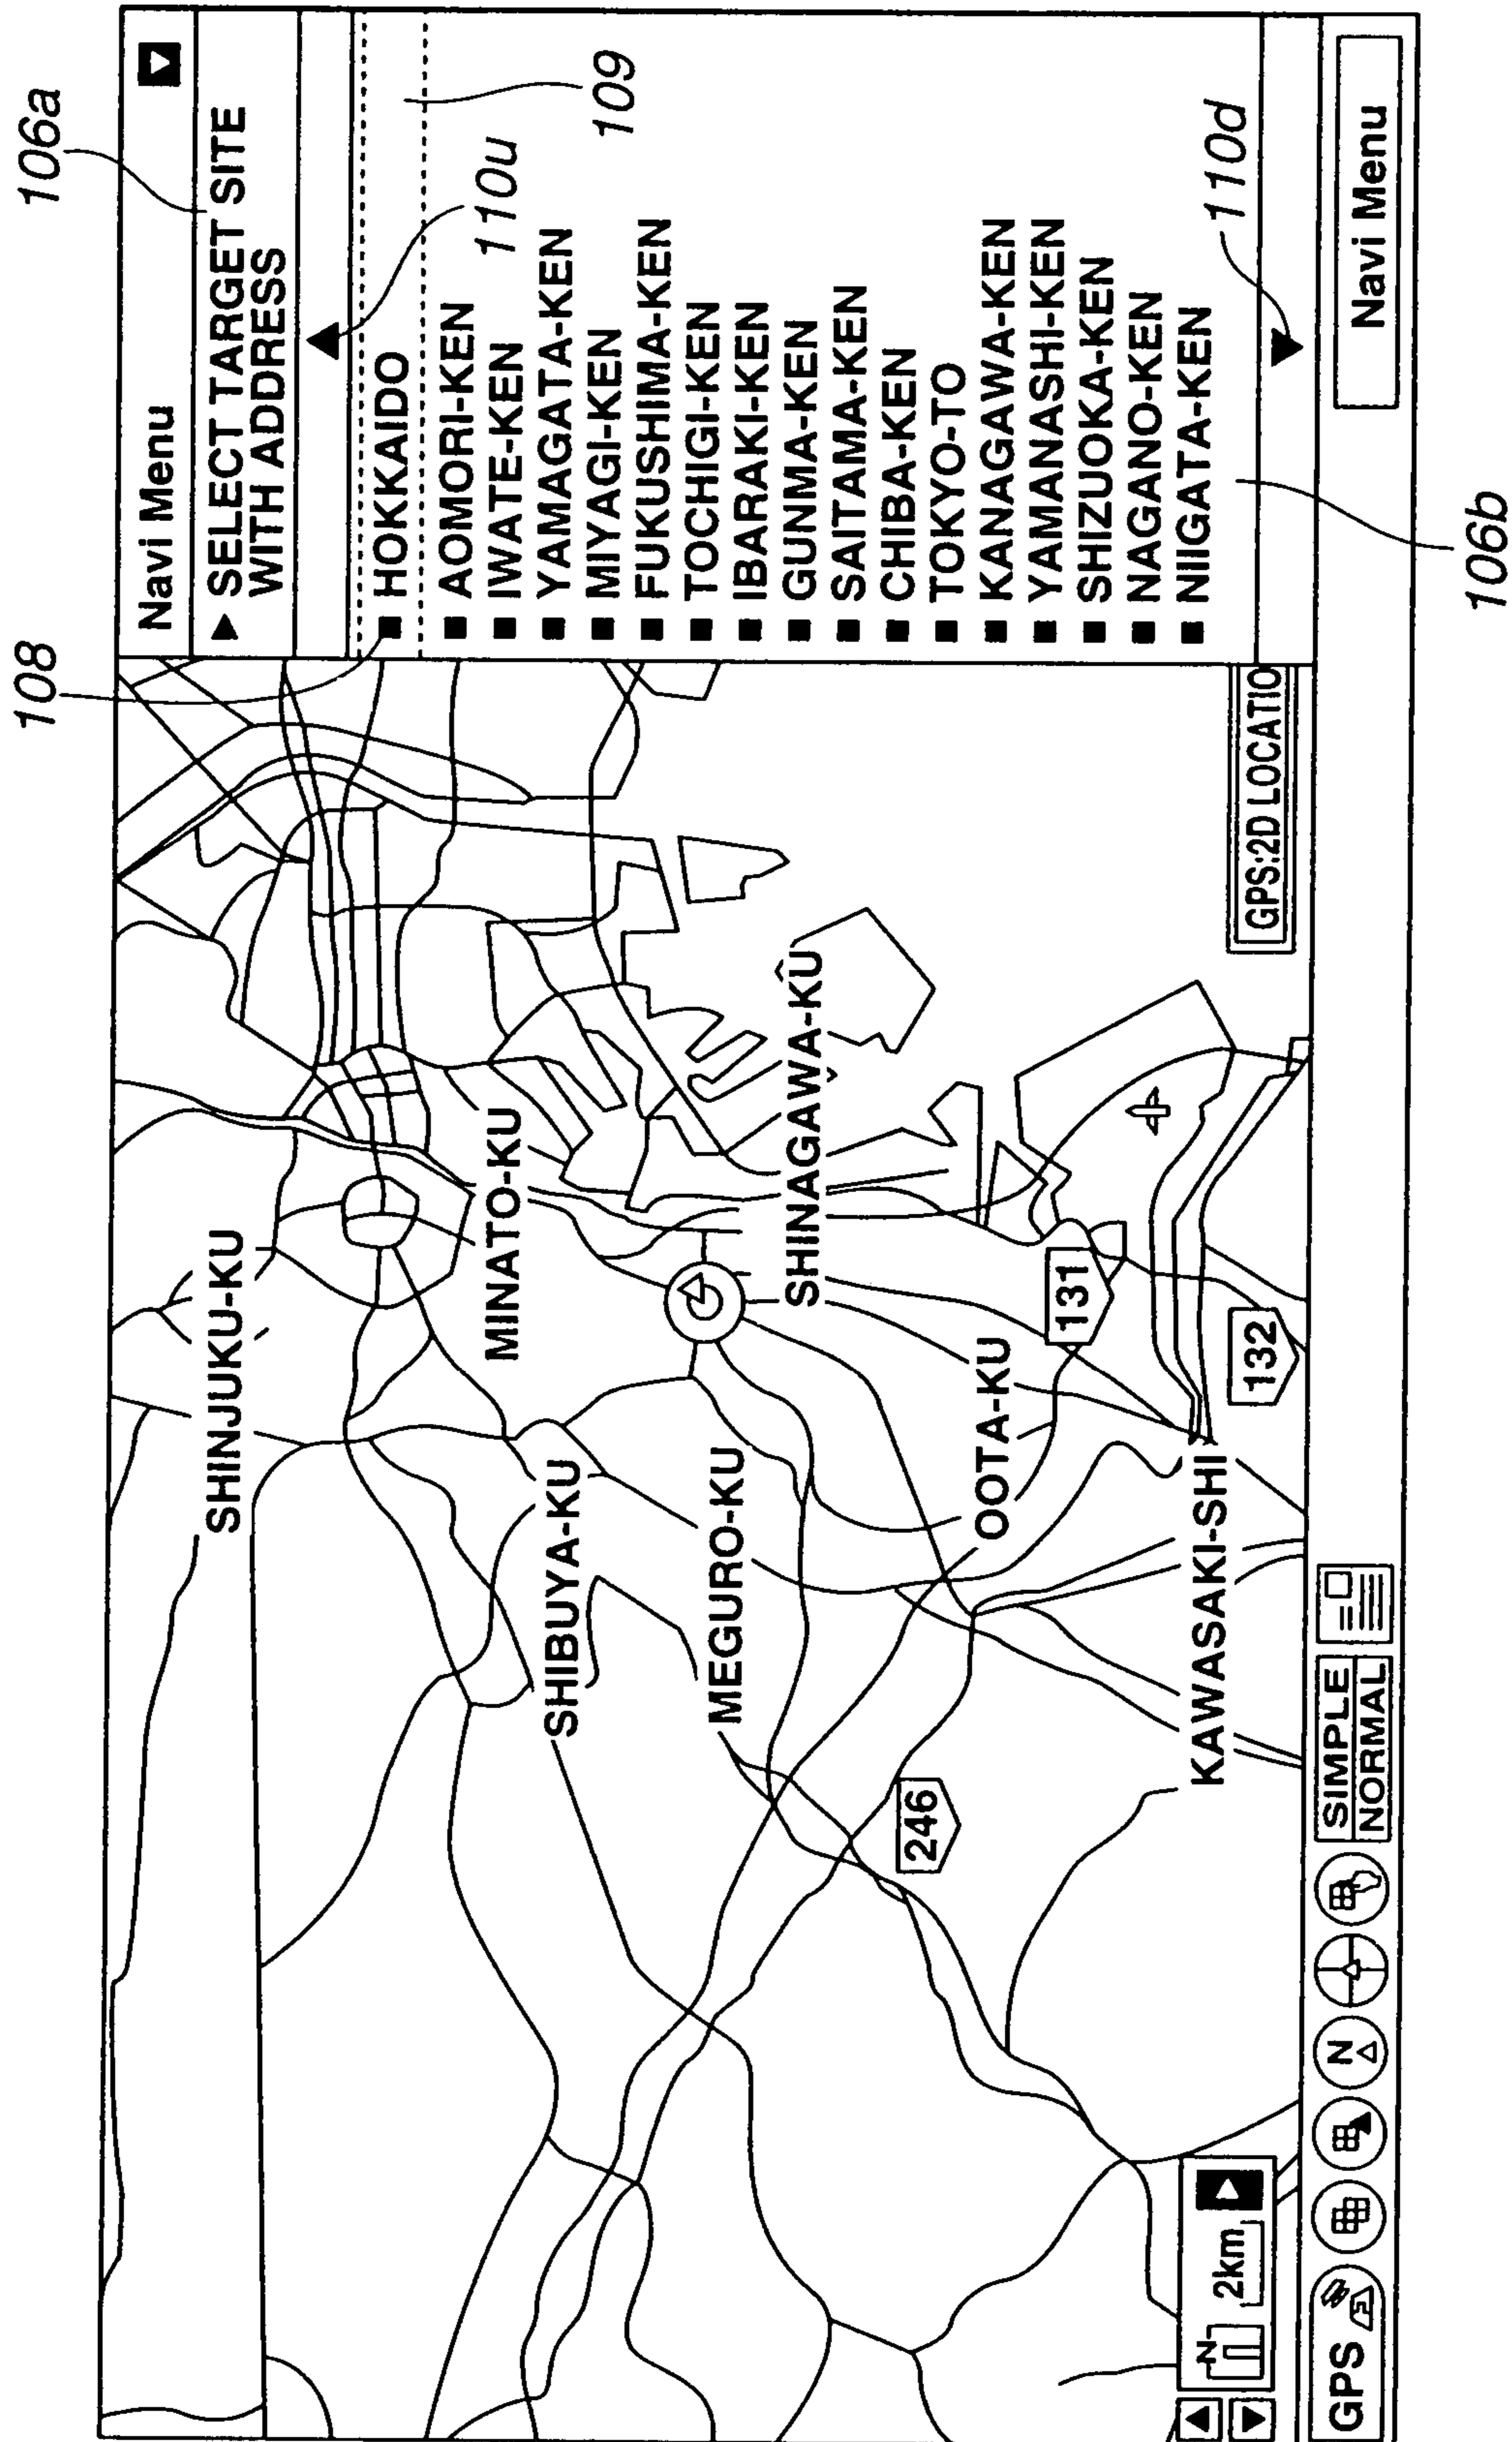 106a
108
Navi Menu
▶ SELECT TARGET SITE
WITH ADDRESS
109
110u
■ HOKKAIDO
■ AOMORI-KEN
■ IWATE-KEN
■ YAMAGATA-KEN
■ MIYAGI-KEN
■ FUKUSHIMA-KEN
■ TOCHIGI-KEN
■ IBARAKI-KEN
■ GUNMA-KEN
■ SAITAMA-KEN
■ CHIBA-KEN
■ TOKYO-TO
■ KANAGAWA-KEN
■ YAMANASHI-KEN
■ SHIZUOKA-KEN
■ NAGANO-KEN
■ NIIGATA-KEN
110d
106b
SHINJUKU-KU
MINATO-KU
SHIBUYA-KU
MEGURO-KU
SHINAGAWA-KU
OOTA-KU
131
246
132
KAWASAKI-SHI
GPS:2D LOCATIO
N
2km
GPS
N
SIMPLE
NORMAL
Navi Menu